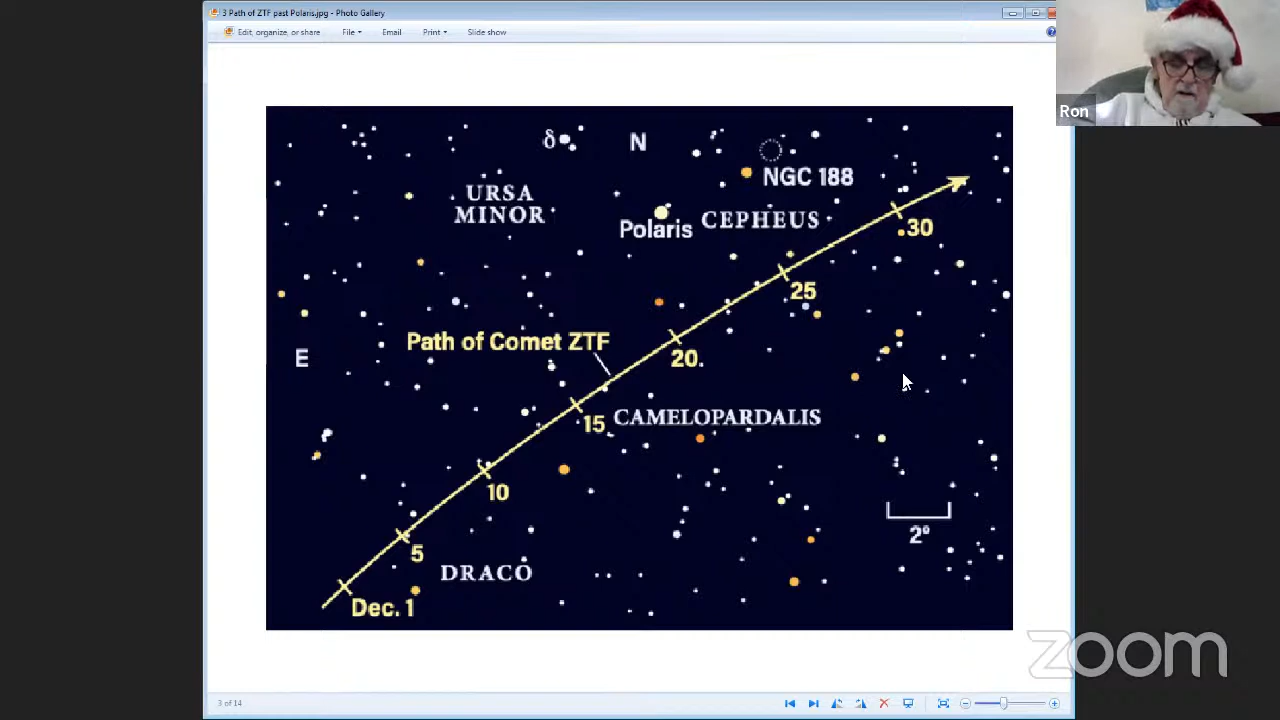 3 Path of ZTF past Polaris.jpg - Photo Gallery
Edit, organize, or share File Email Print Slide show
Ron
δ N
NGC 188
URSA
MINOR
Polaris CEPHEUS
30
25
Path of Comet ZTF
E
20
15 CAMELOPARDALIS
10
2°
5
DRACO
Dec. 1
zoom
3 of 14